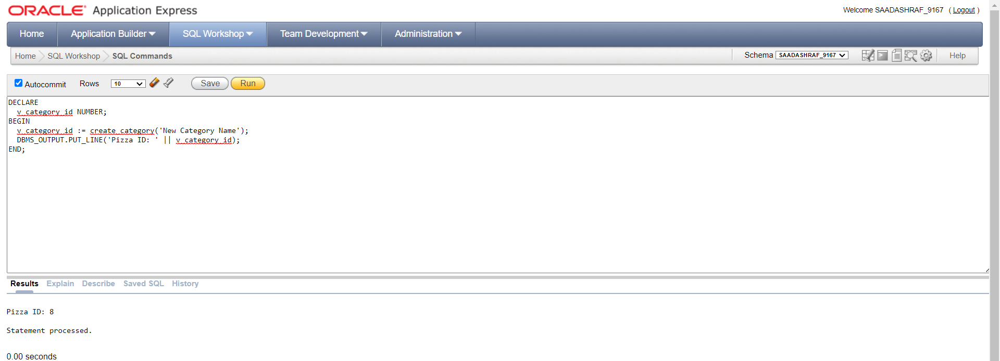 ORACLE® Application Express
Welcome SAADASHRAF_9167 ( Logout )
Home Application Builder SQL Workshop Team Development Administration
Home SQL Workshop SQL Commands Schema SAADASHRAF_9167 Help
Autocommit Rows 10 Save Run
DECLARE
  v_category_id NUMBER;
BEGIN
  v_category_id := create_category('New Category Name');
  DBMS_OUTPUT.PUT_LINE('Pizza ID: ' || v_category_id);
END;
Results Explain Describe Saved SQL History
Pizza ID: 8
Statement processed.
0.00 seconds